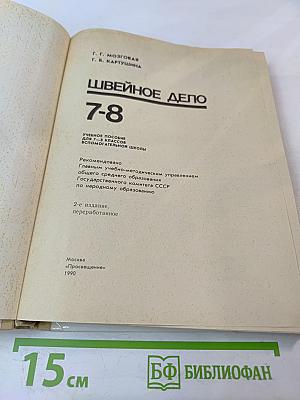 Г. Г. МОЗГОВАЯ
Г. Б. КАРТУШИНА
ШВЕЙНОЕ ДЕЛО
7-8
УЧЕБНОЕ ПОСОБИЕ
ДЛЯ 7—8 КЛАССОВ
ВСПОМОГАТЕЛЬНОЙ ШКОЛЫ
Рекомендовано
Главным учебно-методическим управлением
общего среднего образования
Государственного комитета СССР
по народному образованию
2-е издание,
переработанное
Москва
«Просвещение»
1990
15 см
БФ БИБЛИОФАН